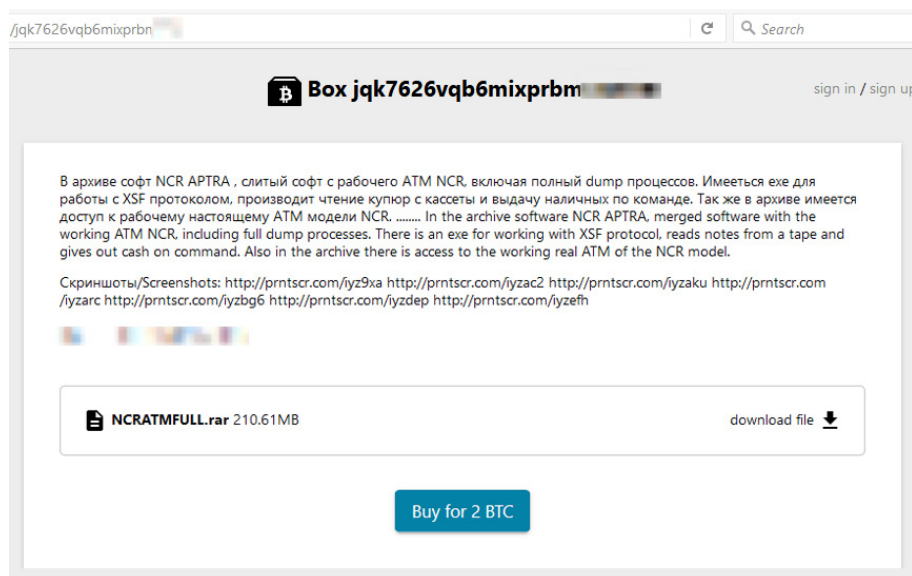 /jqk7626vqb6mixprbm
Search
Box jqk7626vqb6mixprbm
sign in / sign up
В архиве софт NCR APTRA , слитый софт с рабочего ATM NCR, включая полный dump процессов. Имееться exe для
работы с XSF протоколом, производит чтение купюр с кассеты и выдачу наличных по команде. Так же в архиве имеется
доступ к рабочему настоящему ATM модели NCR. ........ In the archive software NCR APTRA, merged software with the
working ATM NCR, including full dump processes. There is an exe for working with XSF protocol, reads notes from a tape and
gives out cash on command. Also in the archive there is access to the working real ATM of the NCR model.
Скриншоты/Screenshots: http://prntscr.com/iyz9xa http://prntscr.com/iyzac2 http://prntscr.com/iyzaku http://prntscr.com
/iyzarc http://prntscr.com/iyzbg6 http://prntscr.com/iyzdep http://prntscr.com/iyzefh
NCRATMFULL.rar 210.61MB
download file
Buy for 2 BTC